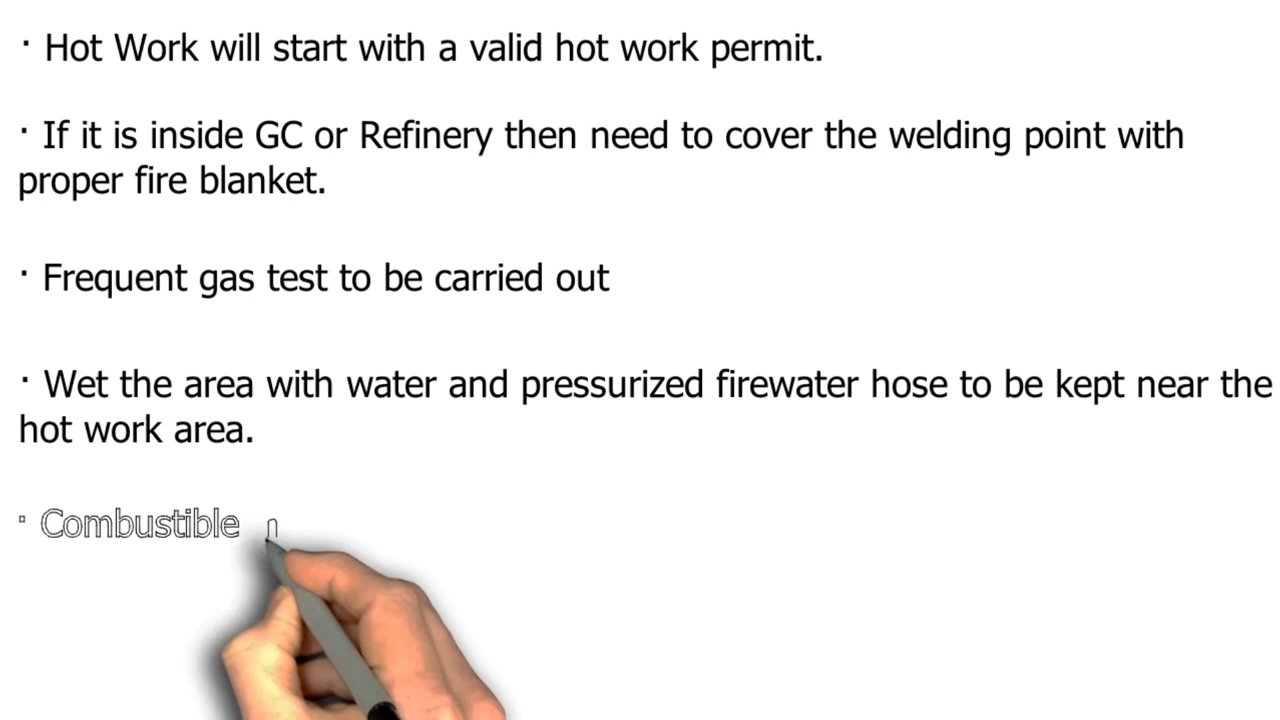 · Hot Work will start with a valid hot work permit.
· If it is inside GC or Refinery then need to cover the welding point with
proper fire blanket.
· Frequent gas test to be carried out
· Wet the area with water and pressurized firewater hose to be kept near the
hot work area.
· Combustible